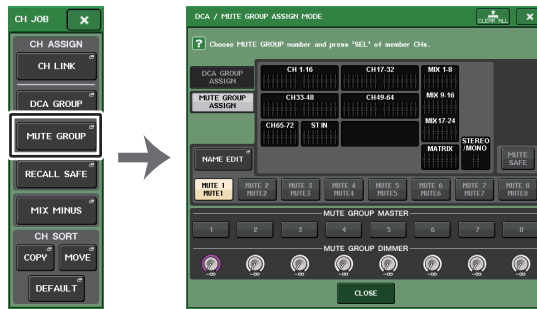 CH JOB
CH ASSIGN
CH LINK
DCA GROUP
MUTE GROUP
RECALL SAFE
MIX MINUS
CH SORT
COPY MOVE
DEFAULT
DCA / MUTE GROUP ASSIGN MODE
CLEAR ALL
? Choose MUTE GROUP number and press 'SEL' of member CHs.
DCA GROUP ASSIGN
MUTE GROUP ASSIGN
NAME EDIT
CH 1-16 CH17-32 MIX 1-8
CH33-48 CH49-64 MIX 9-16
CH65-72 ST IN MIX17-24
MATRIX STEREO /MONO
MUTE SAFE
MUTE 1 MUTE 2 MUTE 3 MUTE 4 MUTE 5 MUTE 6 MUTE 7 MUTE 8
MUTE1 MUTE2 MUTE3 MUTE4 MUTE5 MUTE6 MUTE7 MUTE8
MUTE GROUP MASTER
1 2 3 4 5 6 7 8
MUTE GROUP DIMMER
-∞ -∞ -∞ -∞ -∞ -∞ -∞ -∞
CLOSE